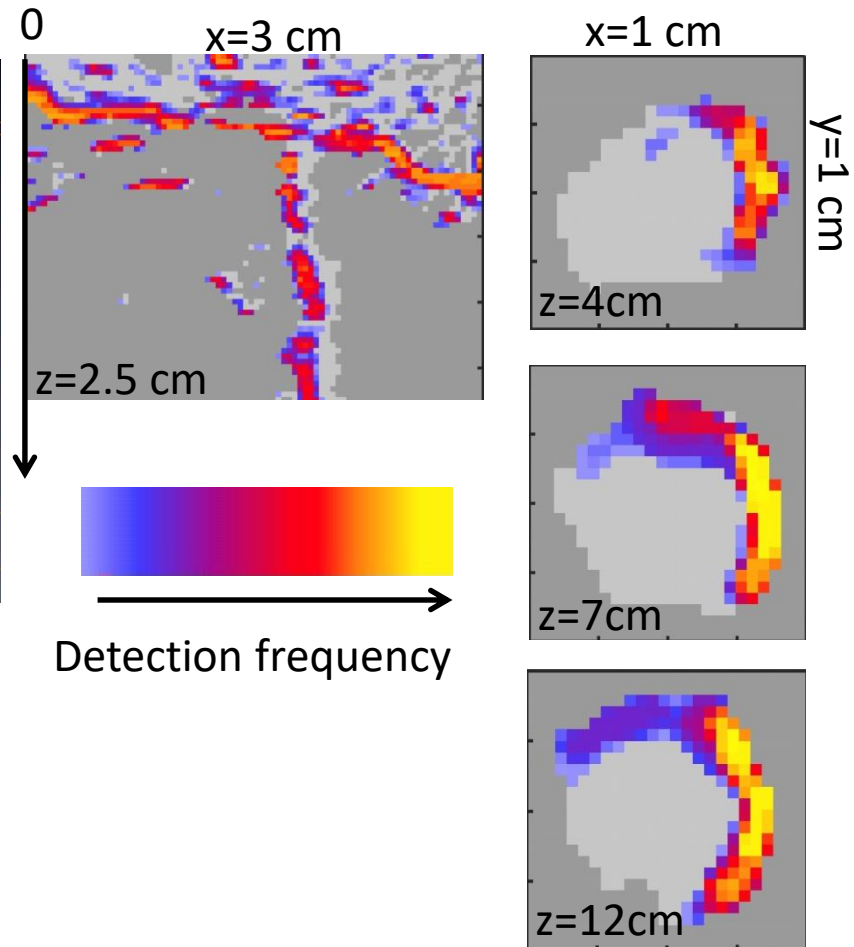 0
x=3 cm
x=1 cm
y=1 cm
z=4cm
z=2.5 cm
z=7cm
Detection frequency
z=12cm